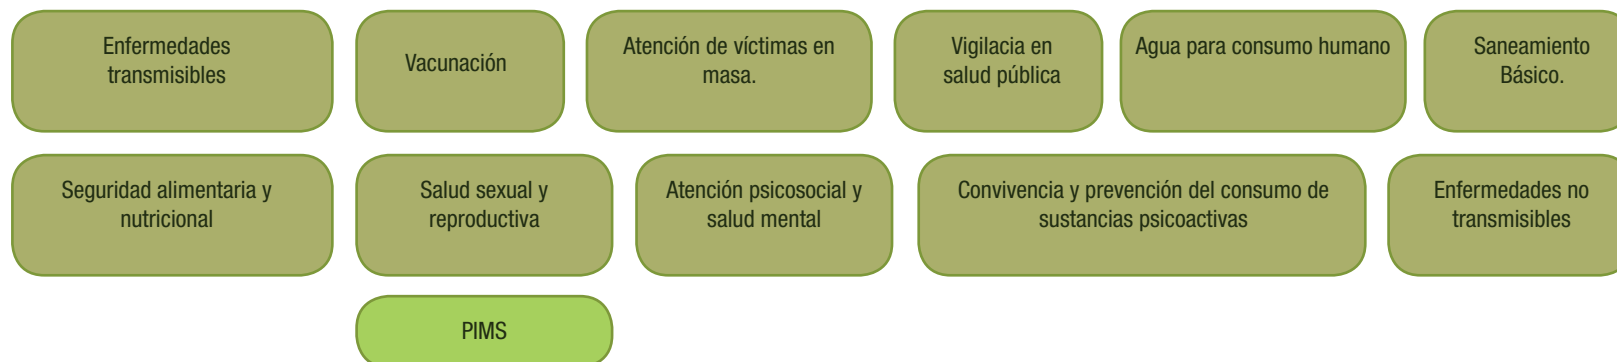 Enfermedades
transmisibles
Vacunación
Atención de víctimas en
masa.
Vigilacia en
salud pública
Agua para consumo humano
Saneamiento
Básico.
Seguridad alimentaria y
nutricional
Salud sexual y
reproductiva
Atención psicosocial y
salud mental
Convivencia y prevención del consumo de
sustancias psicoactivas
Enfermedades no
transmisibles
PIMS